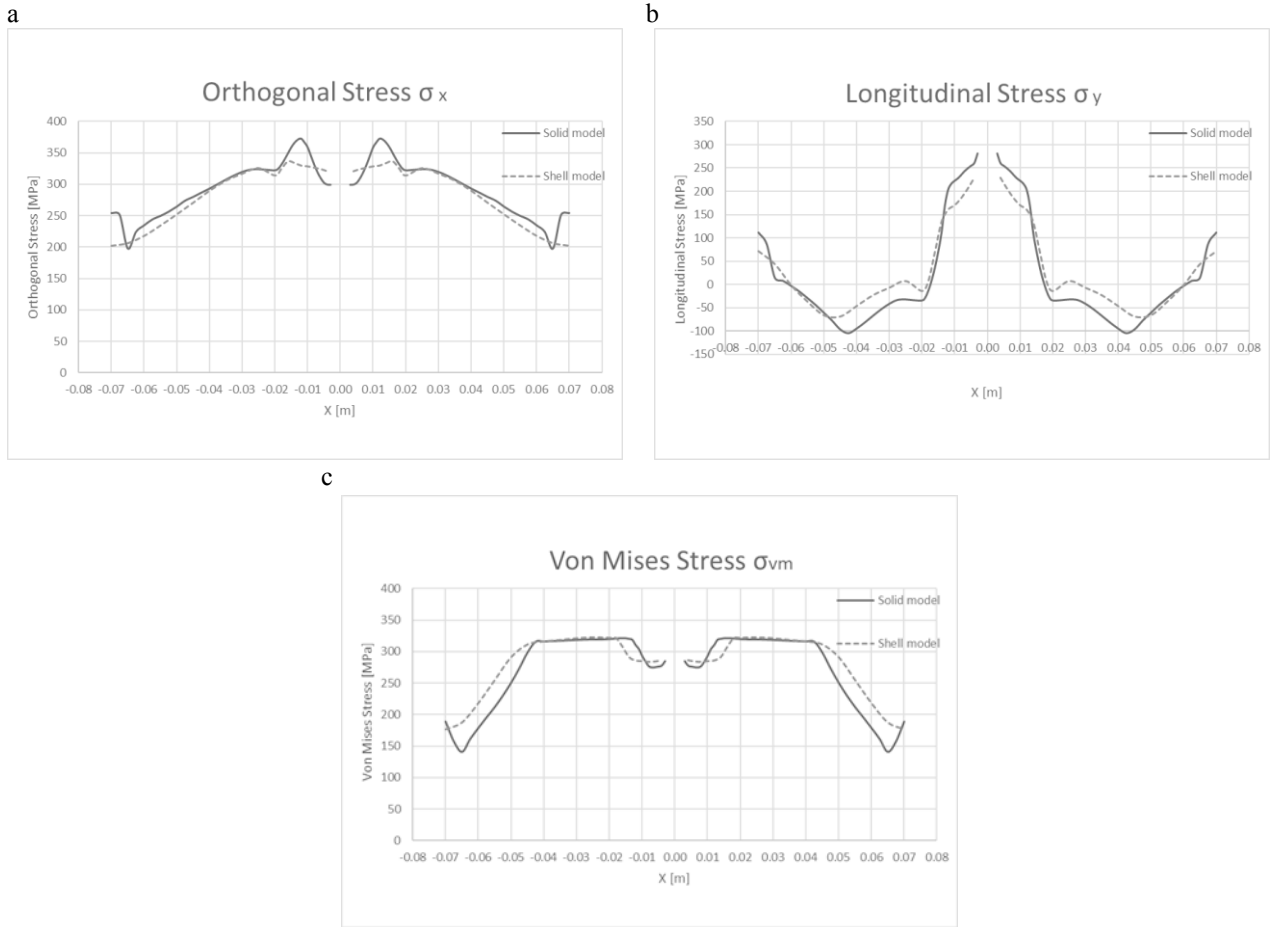 a
Orthogonal Stress σ x
Solid model
Shell model
Orthogonal Stress [MPa]
400
350
300
250
200
150
100
50
0
-0.08 -0.07 -0.06 -0.05 -0.04 -0.03 -0.02 -0.01 0.00 0.01 0.02 0.03 0.04 0.05 0.06 0.07 0.08
X [m]
b
Longitudinal Stress σ y
Solid model
Shell model
Longitudinal Stress [MPa]
350
300
250
200
150
100
50
0
-50
-100
-150
-0.08 -0.07 -0.06 -0.05 -0.04 -0.03 -0.02 -0.01 0.00 0.01 0.02 0.03 0.04 0.05 0.06 0.07 0.08
X [m]
c
Von Mises Stress σvm
Solid model
Shell model
Von Mises Stress [MPa]
400
350
300
250
200
150
100
50
0
-0.08 -0.07 -0.06 -0.05 -0.04 -0.03 -0.02 -0.01 0.00 0.01 0.02 0.03 0.04 0.05 0.06 0.07 0.08
X [m]